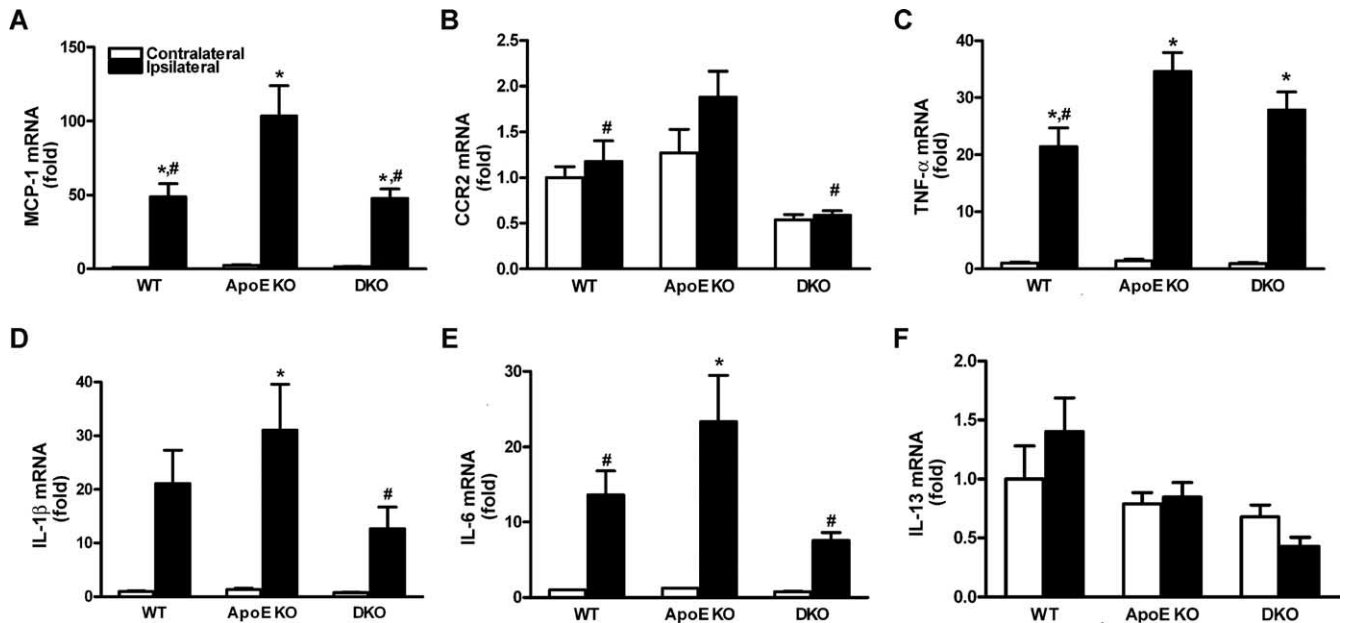 A
150
100
50
0
MCP-1 mRNA
(fold)
Contralateral
Ipsilateral
*,#
*
*,#
WT
ApoE KO
DKO
B
2.5
2.0
1.5
1.0
0.5
0.0
CCR2 mRNA
(fold)
#
#
WT
ApoE KO
DKO
C
40
30
20
10
0
TNF-α mRNA
(fold)
*,#
*
*
WT
ApoE KO
DKO
D
40
30
20
10
0
IL-1β mRNA
(fold)
*
#
WT
ApoE KO
DKO
E
30
20
10
0
IL-6 mRNA
(fold)
#
*
#
WT
ApoE KO
DKO
F
2.0
1.5
1.0
0.5
0.0
IL-13 mRNA
(fold)
WT
ApoE KO
DKO